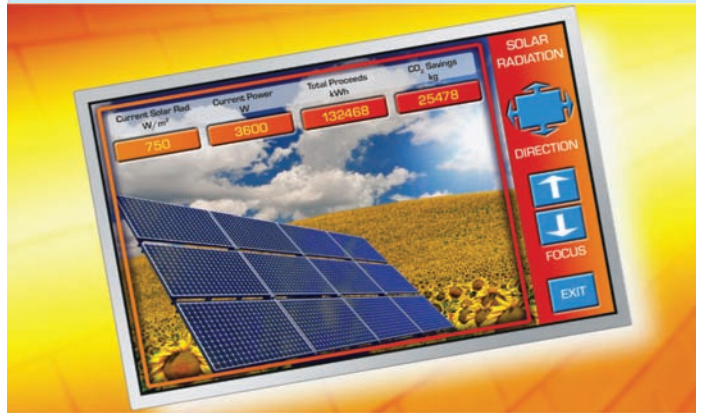 SOLAR
RADIATION
Current Solar Rad
W/m²
750
Current Power
W
3600
Total Proceeds
kWh
132468
CO₂ Savings
kg
25478
DIRECTION
FOCUS
EXIT